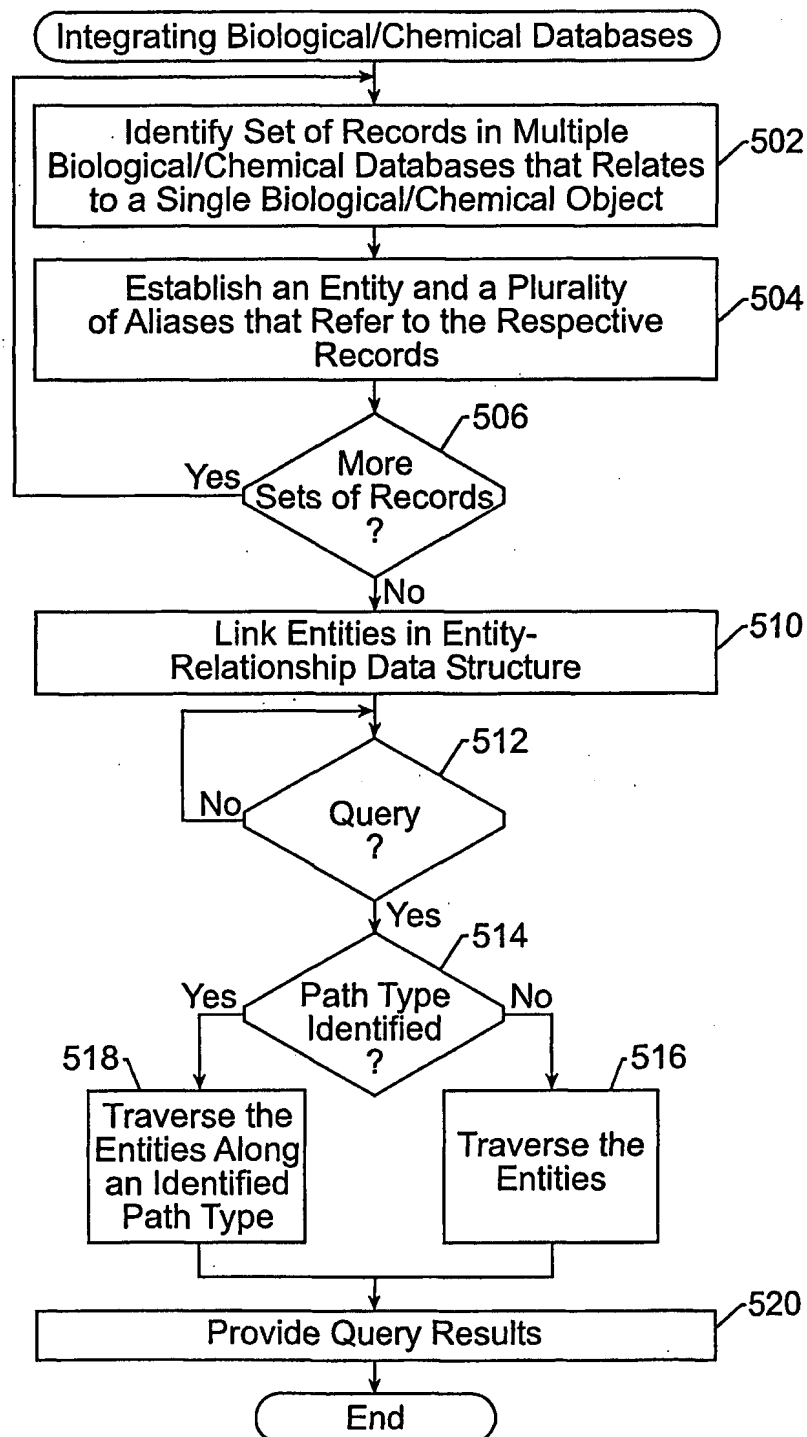 Integrating Biological/Chemical Databases
Identify Set of Records in Multiple
Biological/Chemical Databases that Relates
to a Single Biological/Chemical Object
502
Establish an Entity and a Plurality
of Aliases that Refer to the Respective
Records
504
506
More
Sets of Records
?
Yes
No
Link Entities in Entity-
Relationship Data Structure
510
512
Query
?
No
Yes
514
Path Type
Identified
?
Yes
No
518
Traverse the
Entities Along
an Identified
Path Type
516
Traverse the
Entities
Provide Query Results
520
End